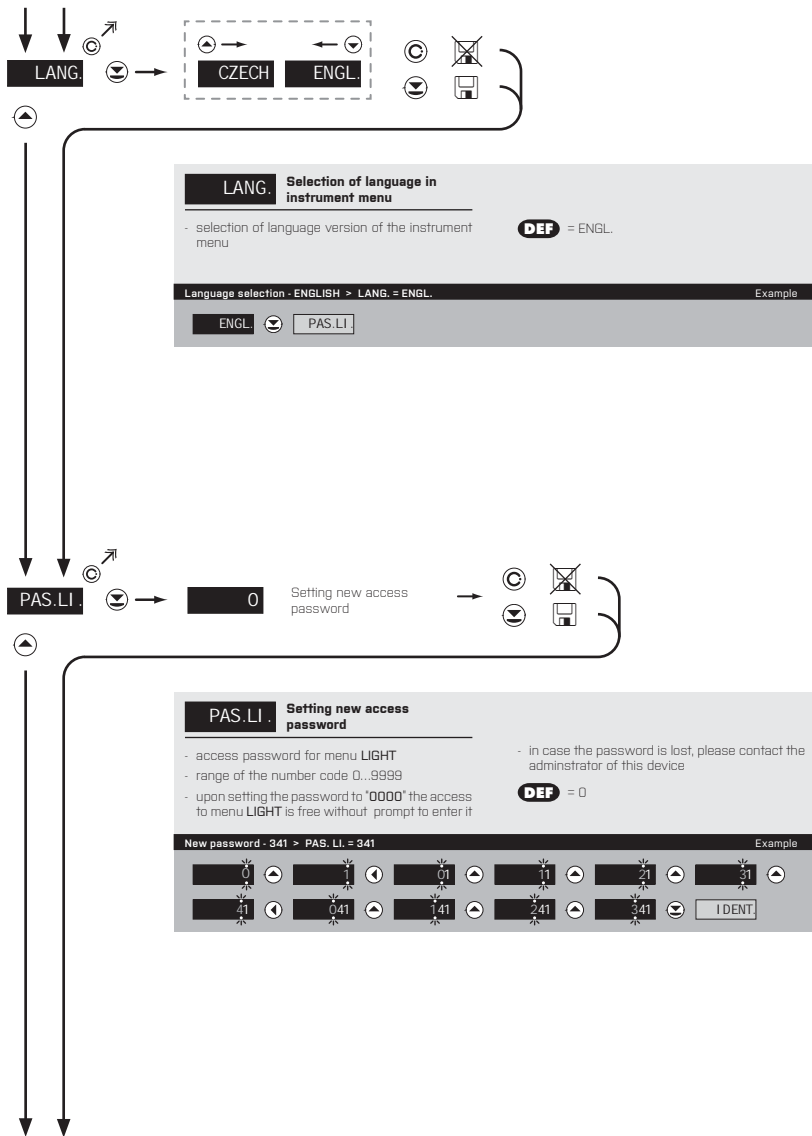 LANG. CZECH ENGL.
LANG. Selection of language in
instrument menu
- selection of language version of the instrument
menu
DEF = ENGL.
Language selection - ENGLISH > LANG. = ENGL. Example
ENGL. PAS.LI.
PAS.LI. 0 Setting new access
password
PAS.LI. Setting new access
password
- access password for menu LIGHT
- range of the number code 0...9999
- upon setting the password to "0000" the access
to menu LIGHT is free without prompt to enter it
- in case the password is lost, please contact the
adminstrator of this device
DEF = 0
New password - 341 > PAS. LI. = 341 Example
0 1 01 11 21 31
41 041 141 241 341 IDENT.